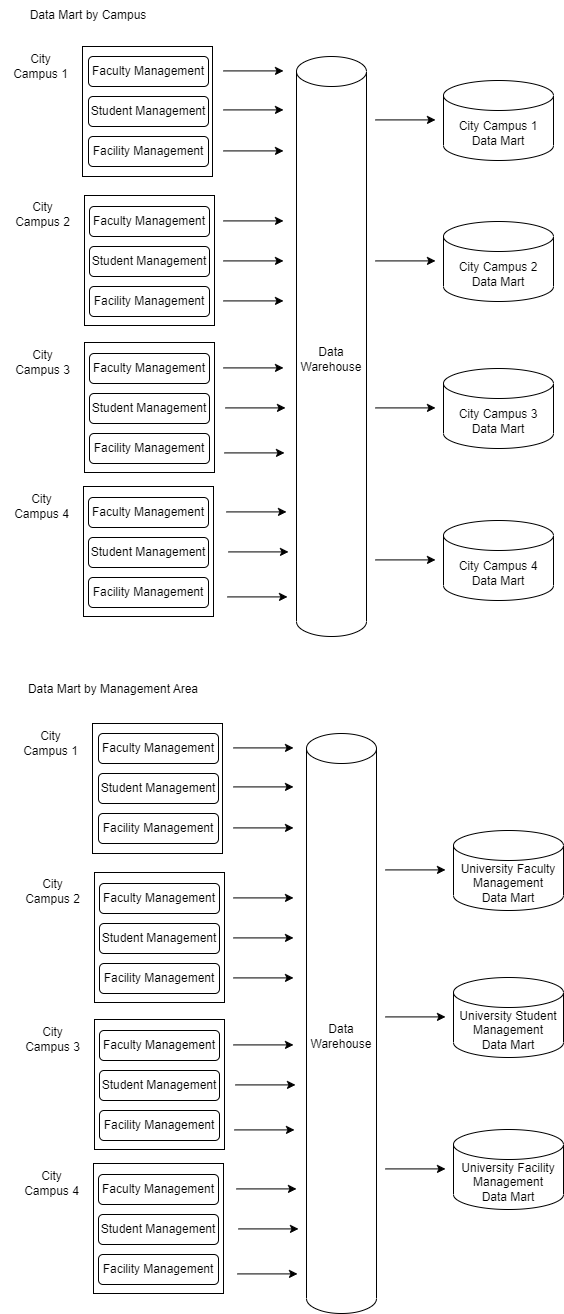 Data Mart by Campus
City
Campus 1
Faculty Management
Student Management
Facility Management
City
Campus 2
Faculty Management
Student Management
Facility Management
City
Campus 3
Faculty Management
Student Management
Facility Management
City
Campus 4
Faculty Management
Student Management
Facility Management
Data
Warehouse
City Campus 1
Data Mart
City Campus 2
Data Mart
City Campus 3
Data Mart
City Campus 4
Data Mart
Data Mart by Management Area
City
Campus 1
Faculty Management
Student Management
Facility Management
City
Campus 2
Faculty Management
Student Management
Facility Management
City
Campus 3
Faculty Management
Student Management
Facility Management
City
Campus 4
Faculty Management
Student Management
Facility Management
Data
Warehouse
University Faculty
Management
Data Mart
University Student
Management
Data Mart
University Facility
Management
Data Mart